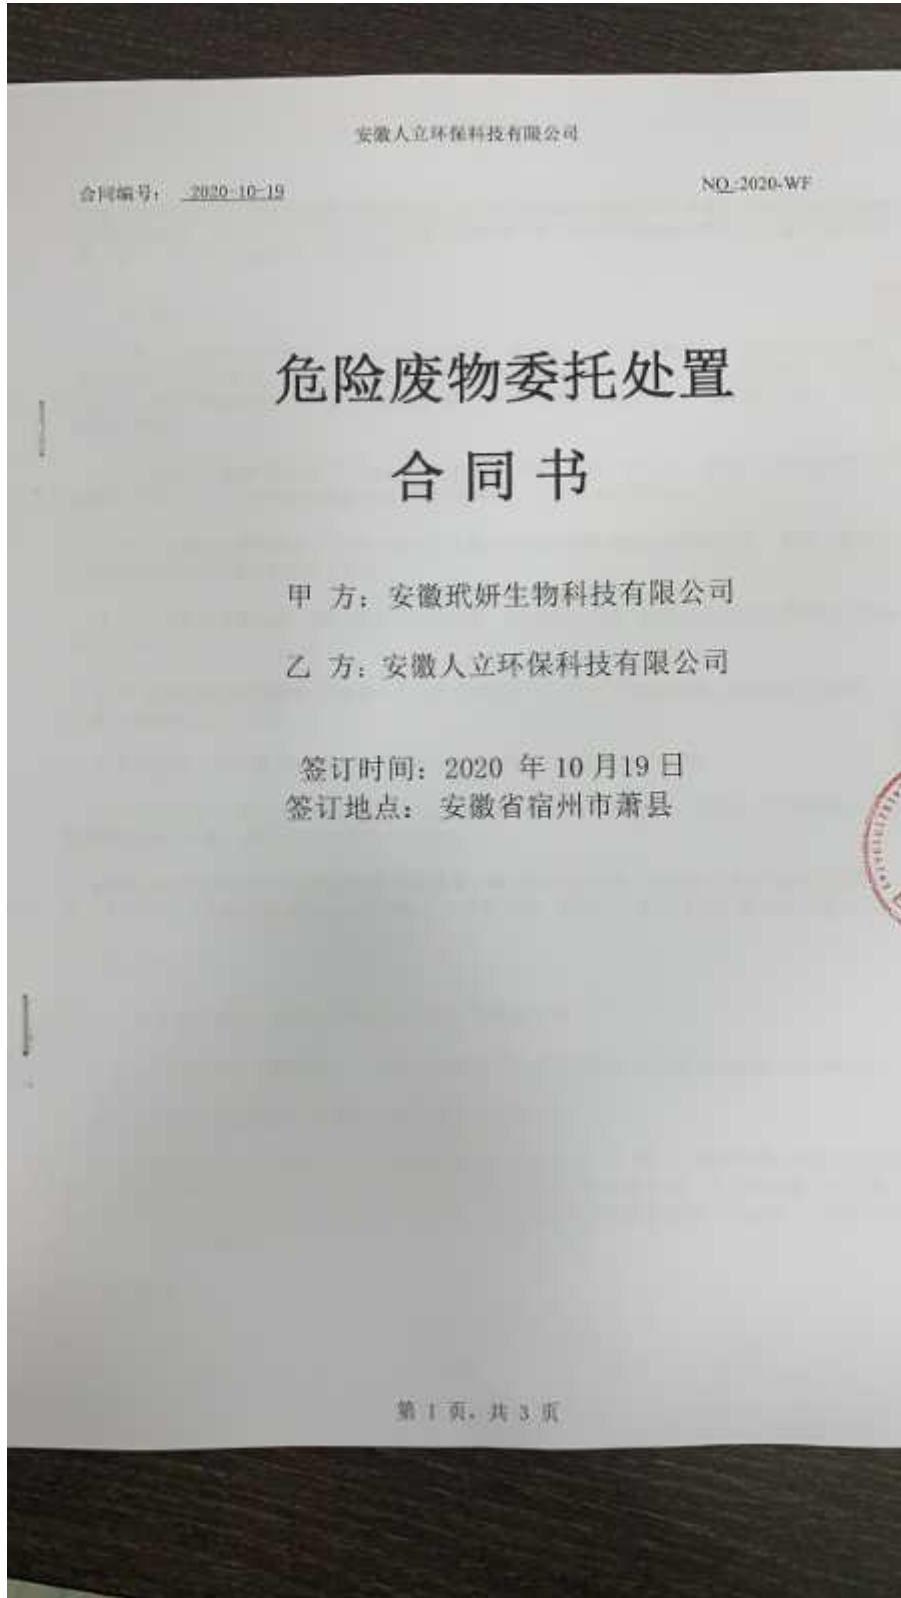 安徽人立环保科技有限公司
合同编号： 2020-10-19
NO.-2020-WF
危险废物委托处置
合同书
甲 方：安徽玳妍生物科技有限公司
乙 方：安徽人立环保科技有限公司
签订时间：2020 年 10 月19 日
签订地点： 安徽省宿州市萧县
第 1 页，共 3 页